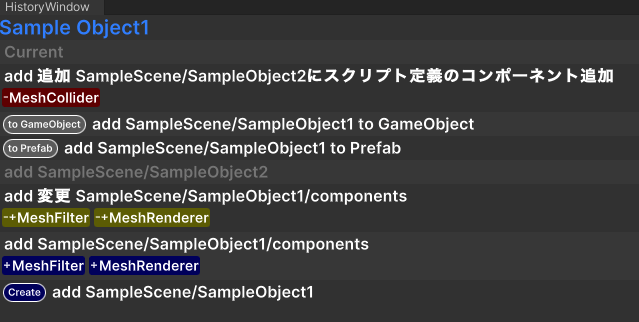 HistoryWindow
Sample Object1
Current
add 追加 SampleScene/SampleObject2にスクリプト定義のコンポーネント追加
-MeshCollider
to GameObject add SampleScene/SampleObject1 to GameObject
to Prefab add SampleScene/SampleObject1 to Prefab
add SampleScene/SampleObject2
add 変更 SampleScene/SampleObject1/components
-+MeshFilter -+MeshRenderer
add SampleScene/SampleObject1/components
+MeshFilter +MeshRenderer
Create add SampleScene/SampleObject1